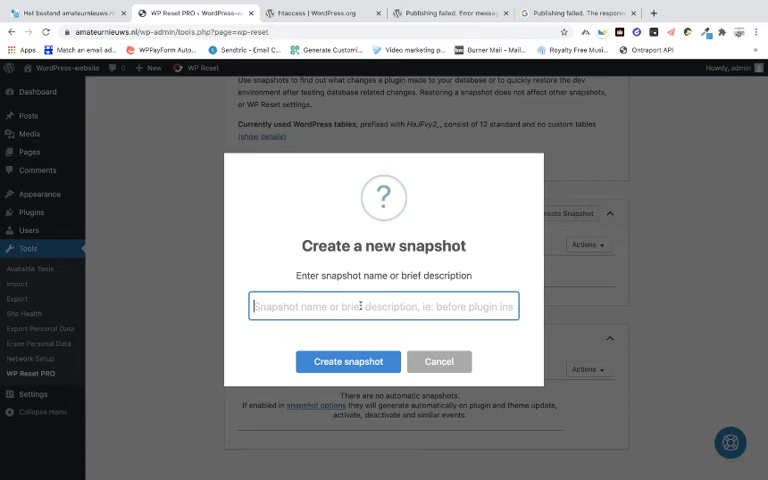 Het bestand amateurnieuws.nl
WP Reset PRO < WordPress-we
htaccess | WordPress.org
Publishing failed. Error messa
Publishing failed. The respon
amateurnieuws.nl/wp-admin/tools.php?page=wp-reset
Apps
Match an email ad...
WPPayForm Auto...
Sendtric - Email C...
Generate Customi...
Video marketing p...
Burner Mail - Mail...
Royalty Free Musi...
Ontraport API
WordPress-website
0
+ New
WP Reset
Howdy, admin
Dashboard
Posts
Media
Pages
Comments
Appearance
Plugins
Users
Tools
Available Tools
Import
Export
Site Health
Export Personal Data
Erase Personal Data
Network Setup
WP Reset PRO
Settings
Collapse menu
Use snapshots to find out what changes a plugin made to your database or to quickly restore the dev
environment after testing database related changes. Restoring a snapshot does not affect other snapshots,
or WP Reset settings.
Currently used WordPress tables, prefixed with HaJFvy2_, consist of 12 standard and no custom tables
(show details)
reate Snapshot
Actions
?
Create a new snapshot
Enter snapshot name or brief description
Snapshot name or brief description, ie: before plugin ins
Create snapshot
Cancel
Actions
There are no automatic snapshots.
If enabled in snapshot options they will generate automatically on plugin and theme update,
activate, deactivate and similar events.